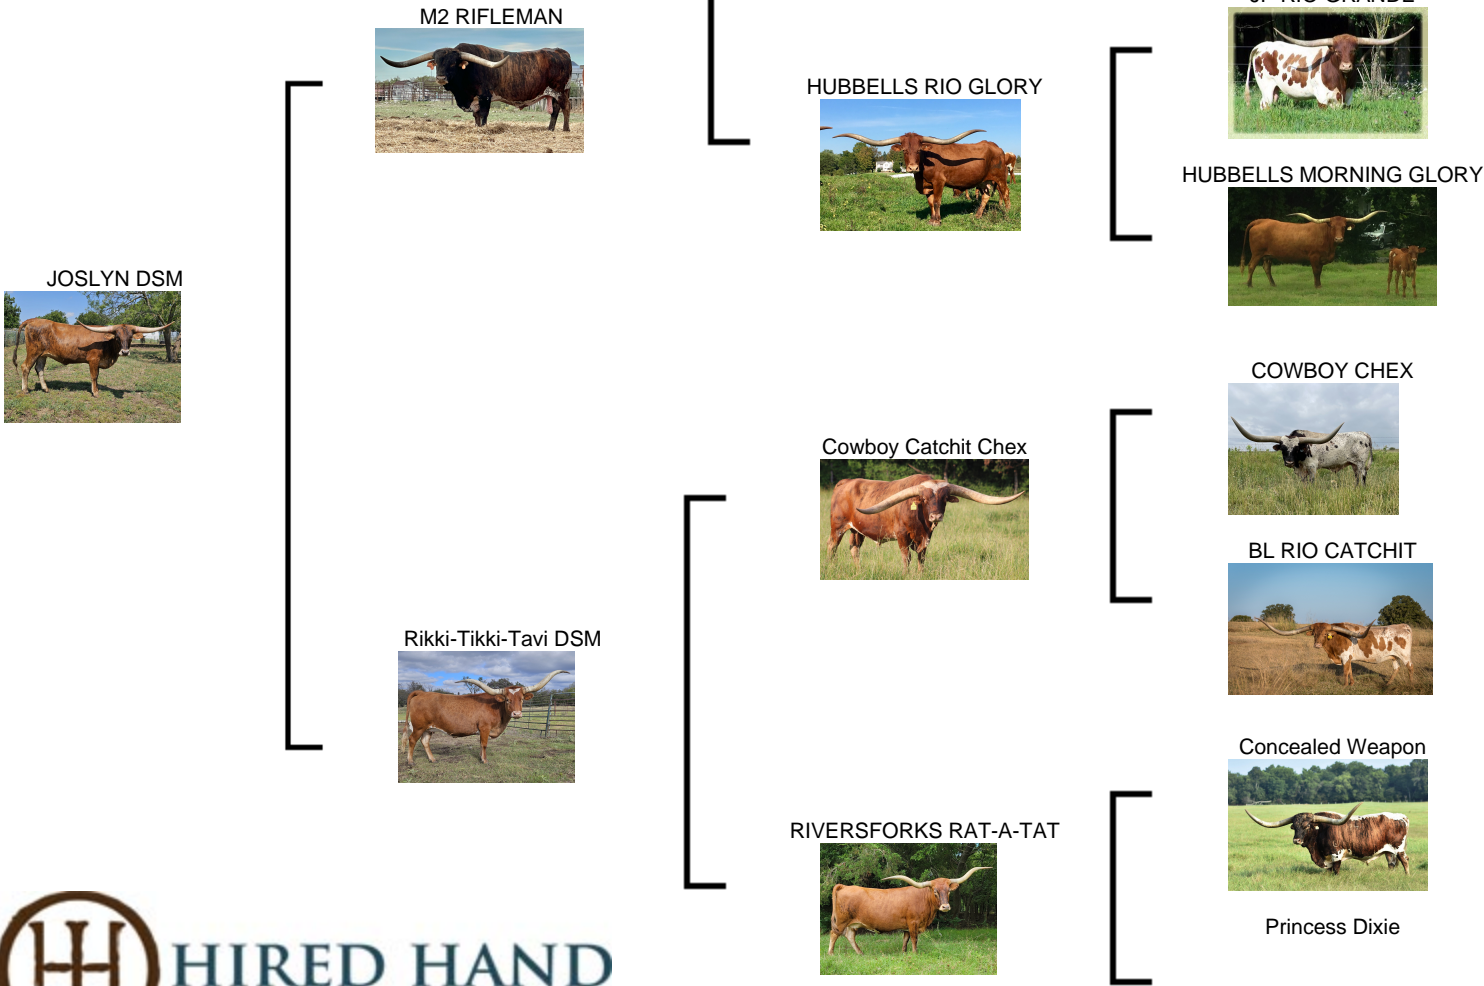 M2 RIFLEMAN
HUBBELLS RIO GLORY
HUBBELLS MORNING GLORY
JOSLYN DSM
COWBOY CHEX
Cowboy Catchit Chex
BL RIO CATCHIT
Rikki-Tikki-Tavi DSM
Concealed Weapon
RIVERSFORKS RAT-A-TAT
Princess Dixie
HIRED HAND